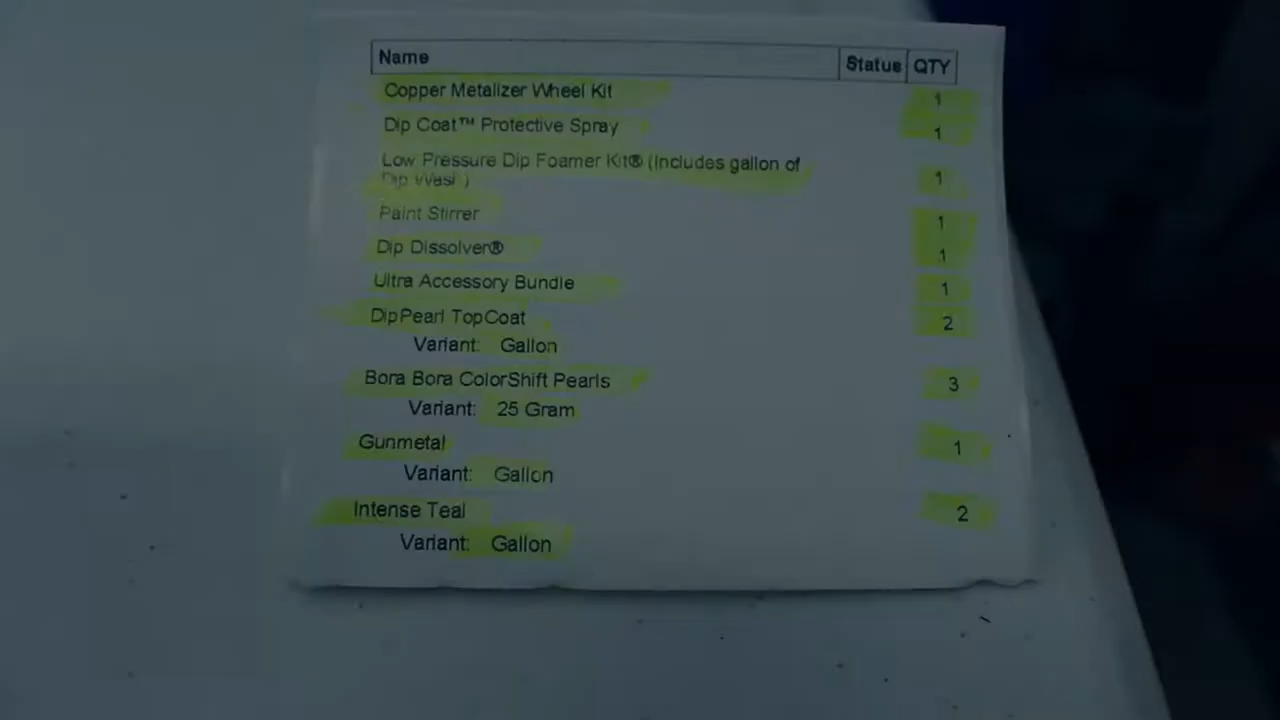 Name Status QTY
Copper Metalizer Wheel Kit 1
Dip Coat™ Protective Spray 1
Low Pressure Dip Foamer Kit® (Includes gallon of
Dip Wash) 1
Paint Stirrer 1
Dip Dissolver® 1
Ultra Accessory Bundle 1
DipPearl TopCoat 2
Variant: Gallon
Bora Bora ColorShift Pearls 3
Variant: 25 Gram
Gunmetal 1
Variant: Gallon
Intense Teal 2
Variant: Gallon